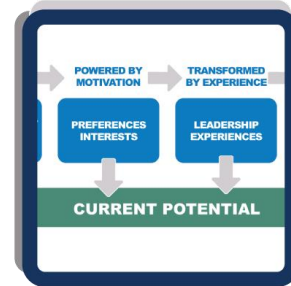 POWERED BY
MOTIVATION
TRANSFORMED
BY EXPERIENCE
PREFERENCES
INTERESTS
LEADERSHIP
EXPERIENCES
CURRENT POTENTIAL